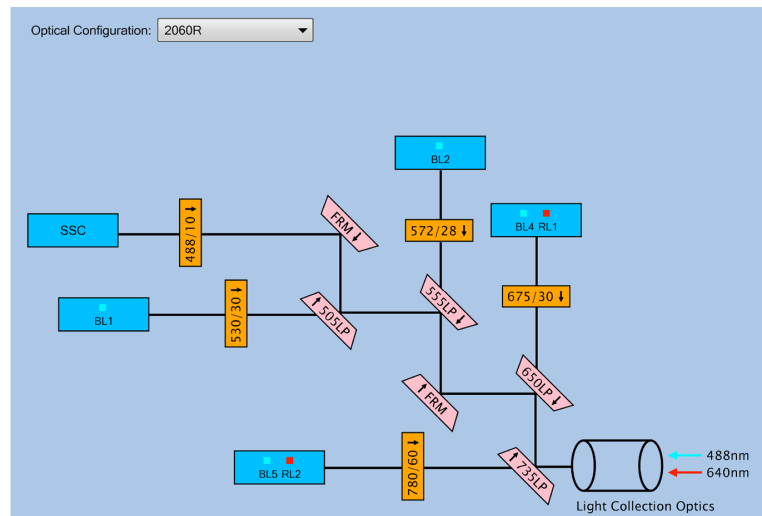 Optical Configuration: 2060R
BL2
SSC
488/10
FRM
572/28
BL4 RL1
BL1
530/30
505LP
555LP
675/30
FRM
650LP
BL5 RL2
780/60
735LP
488nm
640nm
Light Collection Optics